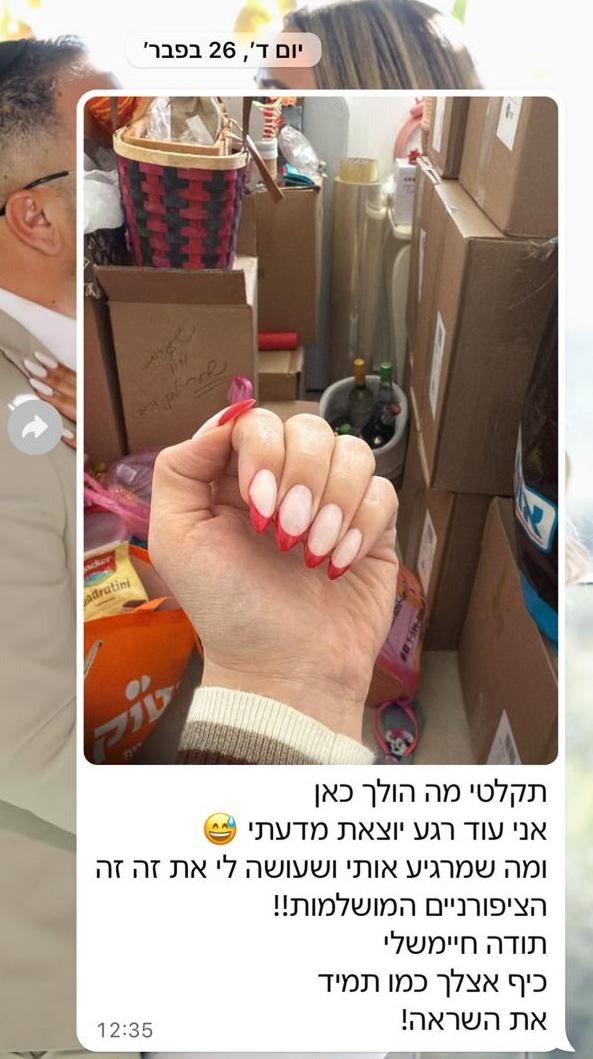 יום ד׳, 26 בפבר׳
תקלטי מה הולך כאן
אני עוד רגע יוצאת מדעתי 😅
ומה שמרגיע אותי ושעושה לי את זה זה
הציפורניים המושלמות!!
תודה חיימשלי
כיף אצלך כמו תמיד
את השראה!
12:35